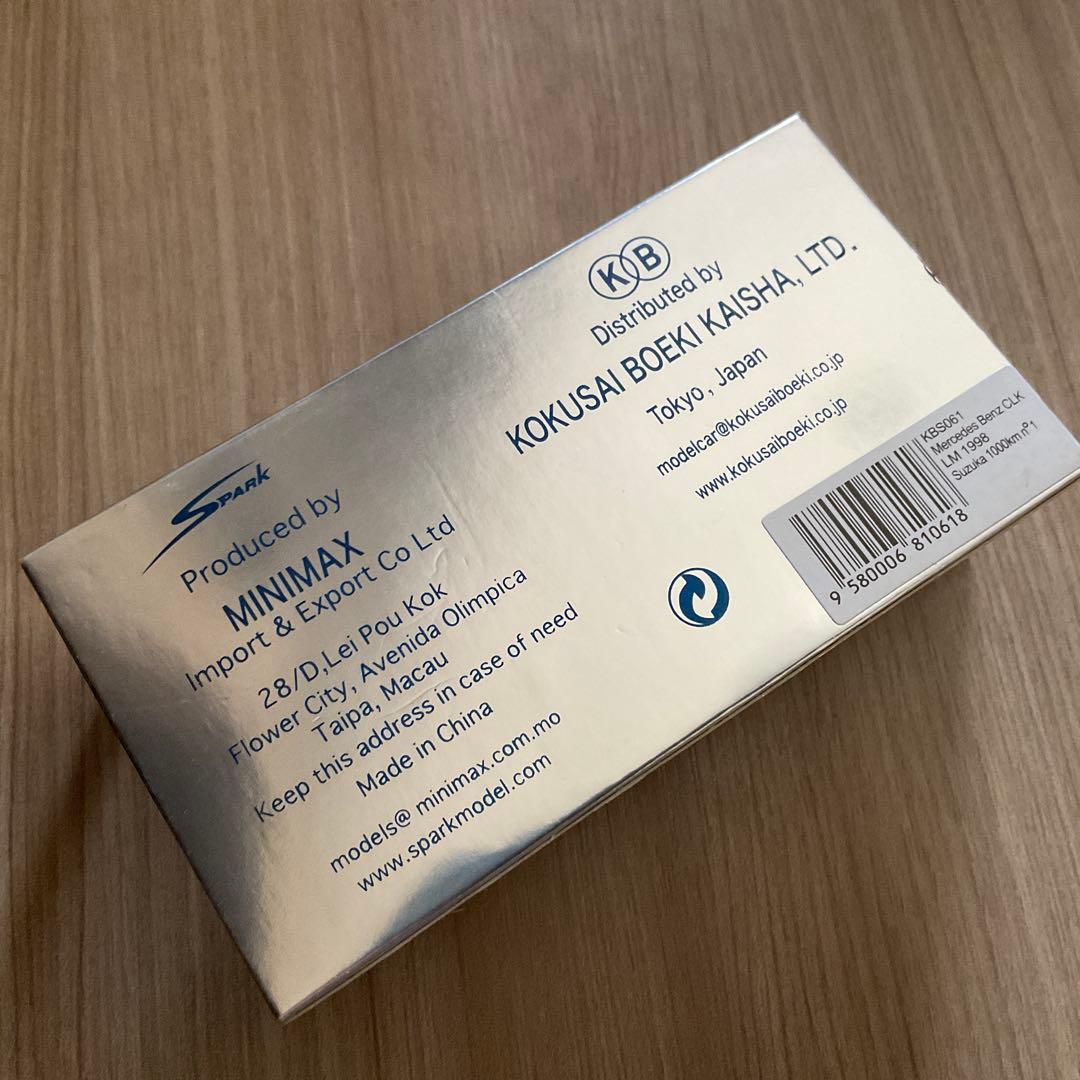 SPARK
Produced by
MINIMAX
Import & Export Co Ltd
28/D,Lei Pou Kok
Flower City, Avenida Olimpica
Taipa, Macau
Keep this address in case of need
Made in China
models@ minimax.com.mo
www.sparkmodel.com
KB
Distributed by
KOKUSAI BOEKI KAISHA, LTD.
Tokyo , Japan
modelcar@kokusaiboeki.co.jp
www.kokusaiboeki.co.jp
KBS061
Mercedes Benz CLK
LM 1998
Suzuka 1000km n°1
9 580006 810618